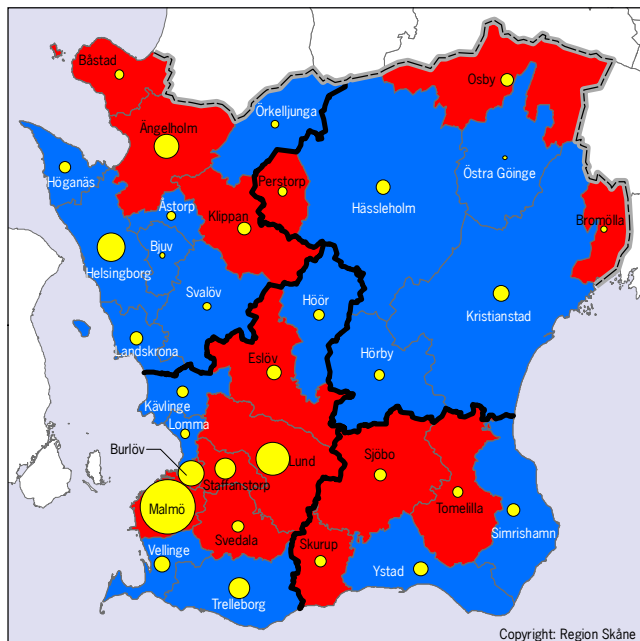 Båstad
Osby
Örkelljunga
Ängelholm
Höganäs
Östra Göinge
Perstorp
Hässleholm
Åstorp
Klippan
Bromölla
Bjuv
Helsingborg
Svalöv
Höör
Kristianstad
Landskrona
Hörby
Eslöv
Kävlinge
Lomma
Burlöv
Lund
Sjöbo
Staffanstorp
Tomelilla
Malmö
Simrishamn
Svedala
Vellinge
Skurup
Ystad
Trelleborg
Copyright: Region Skåne